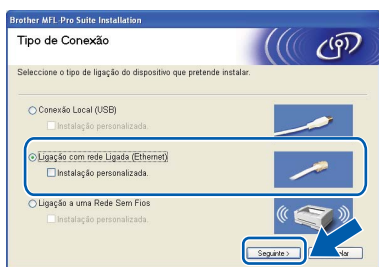 Brother MFL-Pro Suite Installation
Tipo de Conexão
Seleccione o tipo de ligação do dispositivo que pretende instalar.
Conexão Local (USB)
Instalação personalizada.
Ligação com rede Ligada (Ethernet)
Instalação personalizada.
Ligação a uma Rede Sem Fios
Instalação personalizada.
Seguinte >